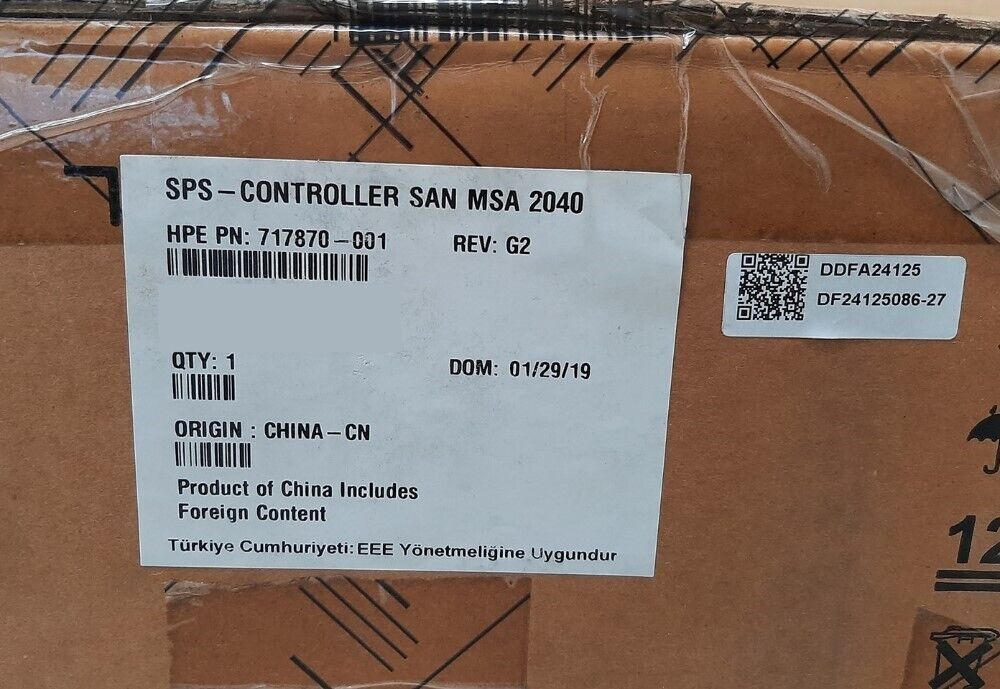 SPS-CONTROLLER SAN MSA 2040
HPE PN: 717870-001 REV: G2
QTY: 1 DOM: 01/29/19
ORIGIN : CHINA-CN
Product of China Includes
Foreign Content
Türkiye Cumhuriyeti: EEE Yönetmeliğine Uygundur
DDFA24125
DF24125086-27